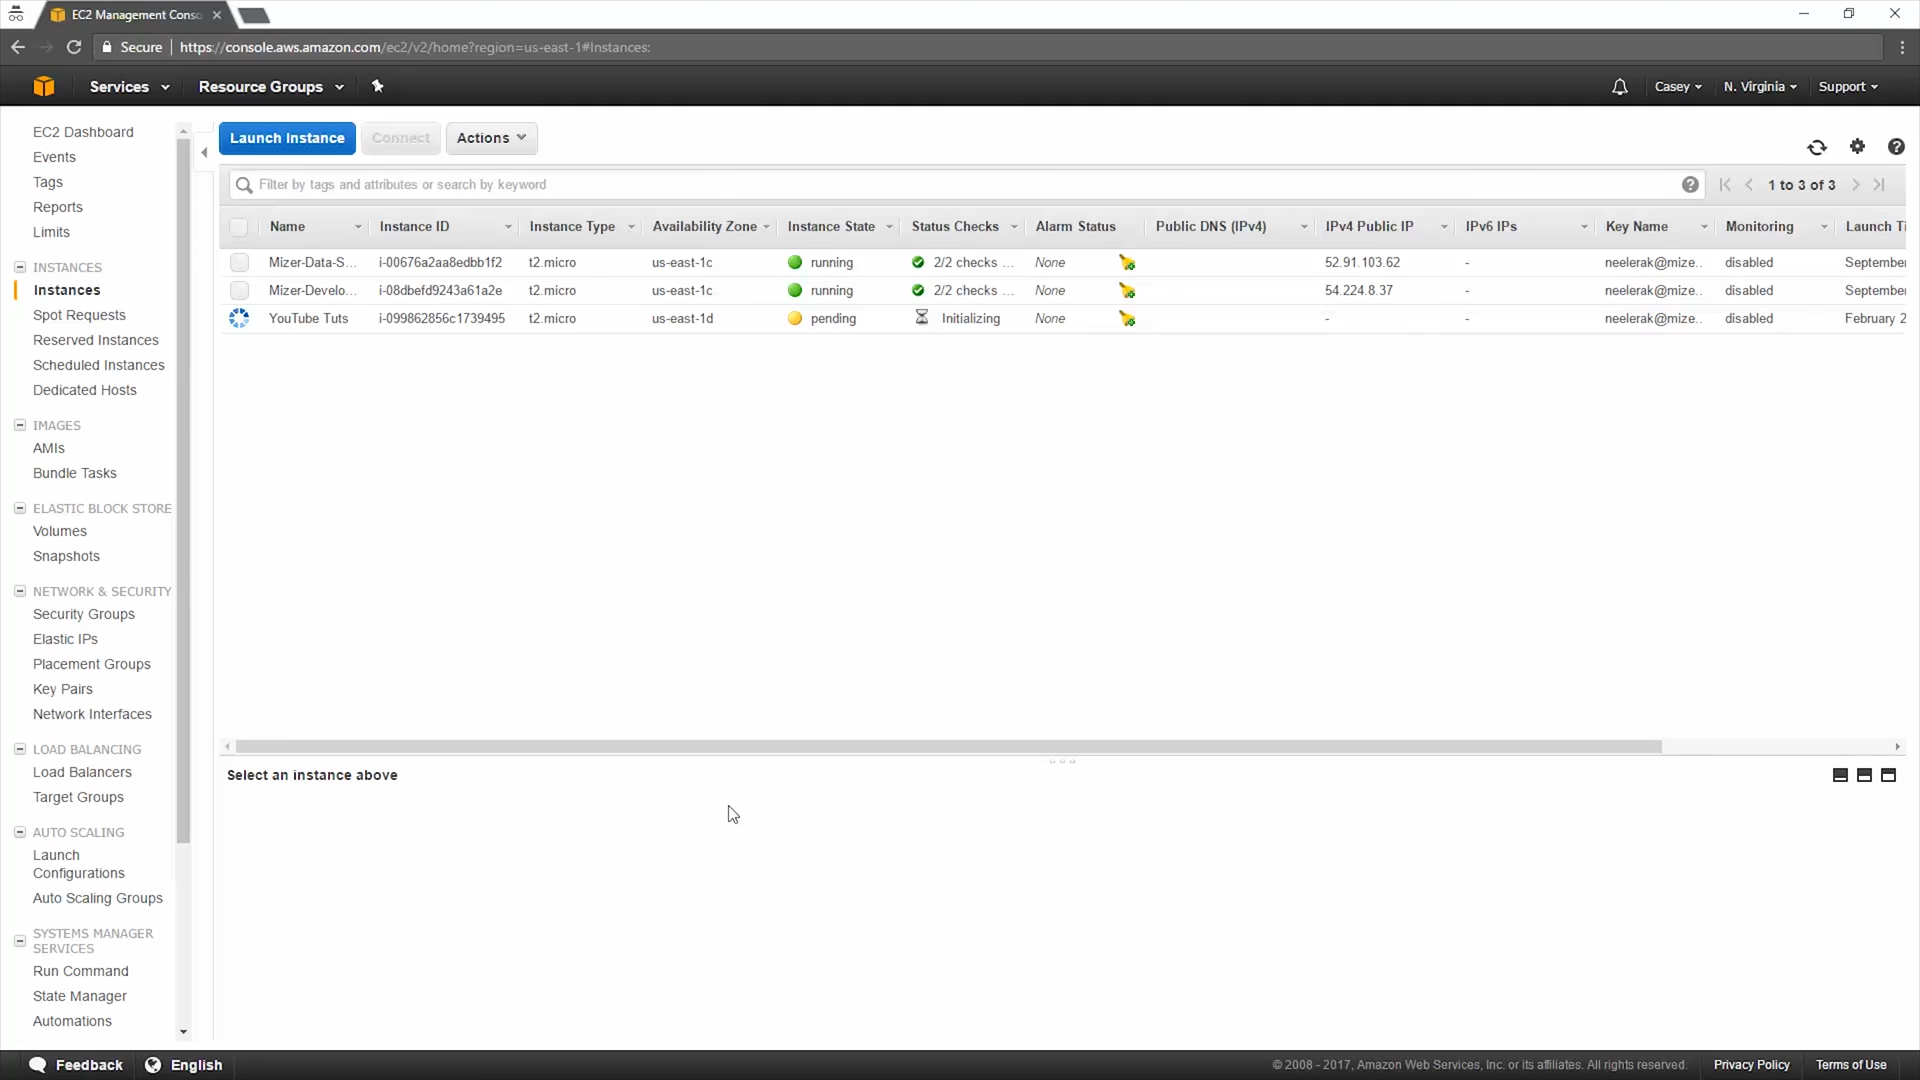 EC2 Management Conso
Secure
https://console.aws.amazon.com/ec2/v2/home?region=us-east-1#Instances:
Services
Resource Groups
Casey
N. Virginia
Support
EC2 Dashboard
Events
Tags
Reports
Limits
INSTANCES
Instances
Spot Requests
Reserved Instances
Scheduled Instances
Dedicated Hosts
IMAGES
AMIs
Bundle Tasks
ELASTIC BLOCK STORE
Volumes
Snapshots
NETWORK & SECURITY
Security Groups
Elastic IPs
Placement Groups
Key Pairs
Network Interfaces
LOAD BALANCING
Load Balancers
Target Groups
AUTO SCALING
Launch
Configurations
Auto Scaling Groups
SYSTEMS MANAGER
SERVICES
Run Command
State Manager
Automations
Launch Instance
Connect
Actions
Filter by tags and attributes or search by keyword
1 to 3 of 3
Name Instance ID Instance Type Availability Zone Instance State Status Checks Alarm Status Public DNS (IPv4) IPv4 Public IP IPv6 IPs Key Name Monitoring Launch Ti
Mizer-Data-S... i-00676a2aa8edbb1f2 t2.micro us-east-1c running 2/2 checks ... None 52.91.103.62 - neelerak@mize.. disabled September
Mizer-Develo... i-08dbefd9243a61a2e t2.micro us-east-1c running 2/2 checks ... None 54.224.8.37 - neelerak@mize.. disabled September
YouTube Tuts i-099862856c1739495 t2.micro us-east-1d pending Initializing None - - neelerak@mize.. disabled February 2
Select an instance above
Feedback
English
© 2008 - 2017, Amazon Web Services, Inc. or its affiliates. All rights reserved.
Privacy Policy
Terms of Use